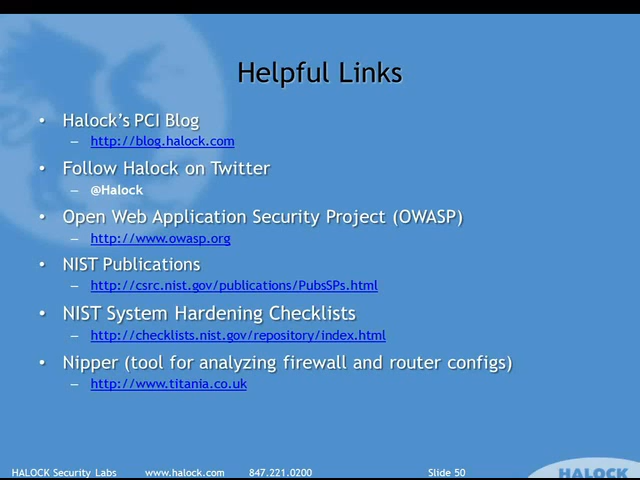 Helpful Links
• Halock's PCI Blog
– http://blog.halock.com
• Follow Halock on Twitter
– @Halock
• Open Web Application Security Project (OWASP)
– http://www.owasp.org
• NIST Publications
– http://csrc.nist.gov/publications/PubsSPs.html
• NIST System Hardening Checklists
– http://checklists.nist.gov/repository/index.html
• Nipper (tool for analyzing firewall and router configs)
– http://www.titania.co.uk
HALOCK Security Labs www.halock.com 847.221.0200 Slide 50
HALOCK